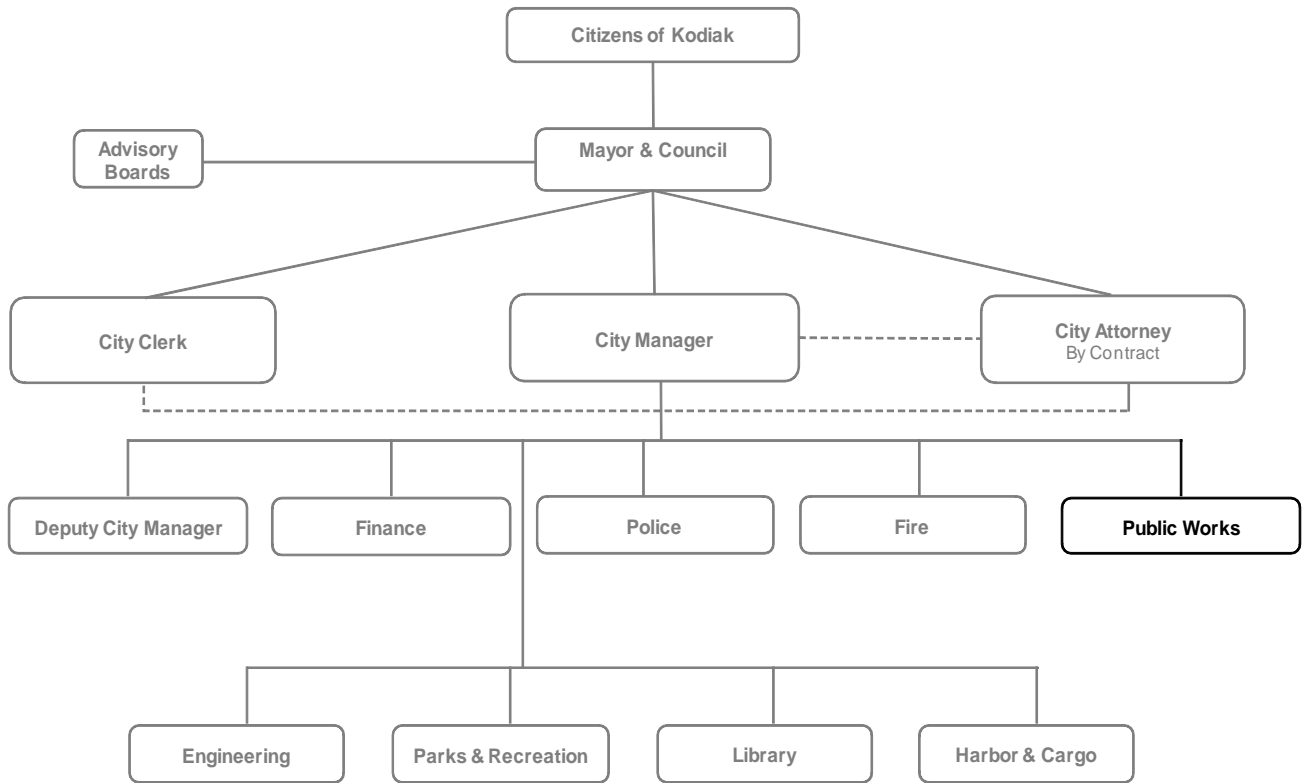 Citizens of Kodiak
Advisory
Boards
Mayor & Council
City Clerk
City Manager
City Attorney
By Contract
Deputy City Manager
Finance
Police
Fire
Public Works
Engineering
Parks & Recreation
Library
Harbor & Cargo